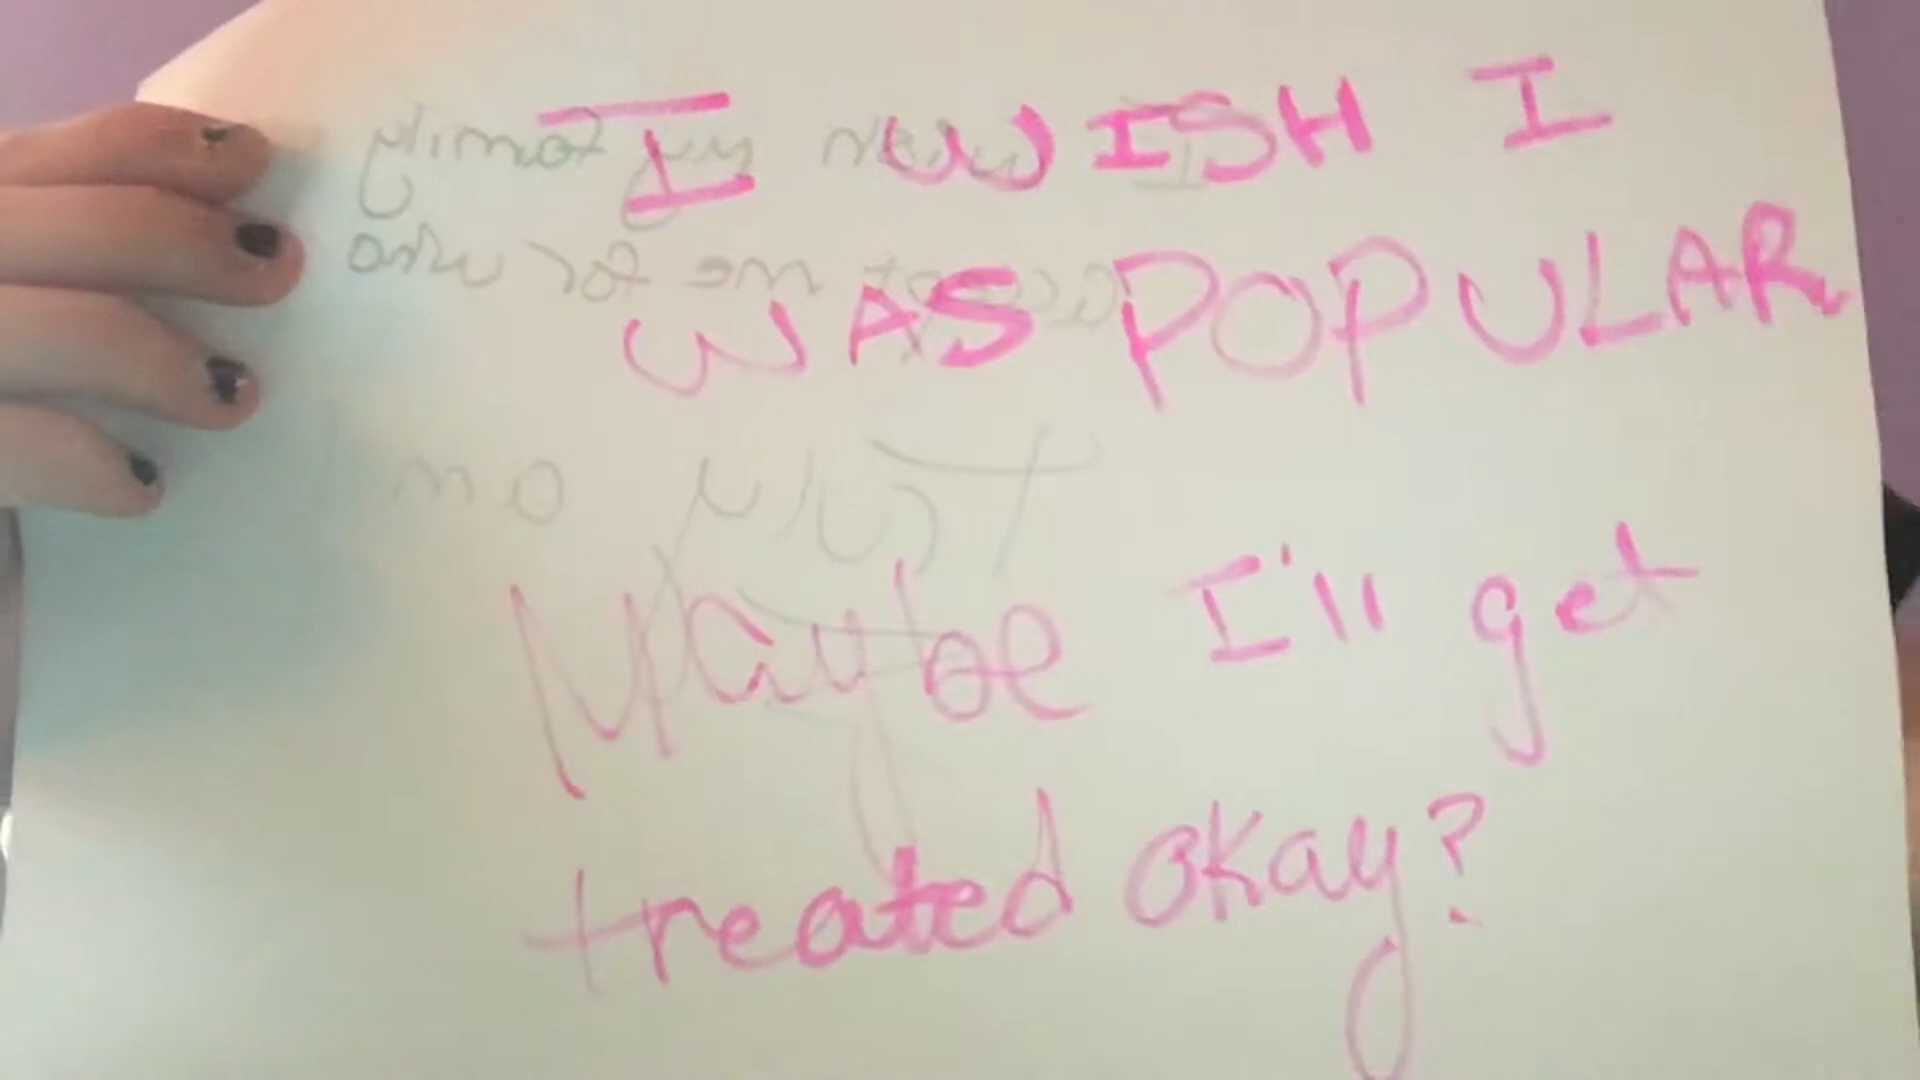 I WISH I
WAS POPULAR
Maybe I'll get
treated okay?